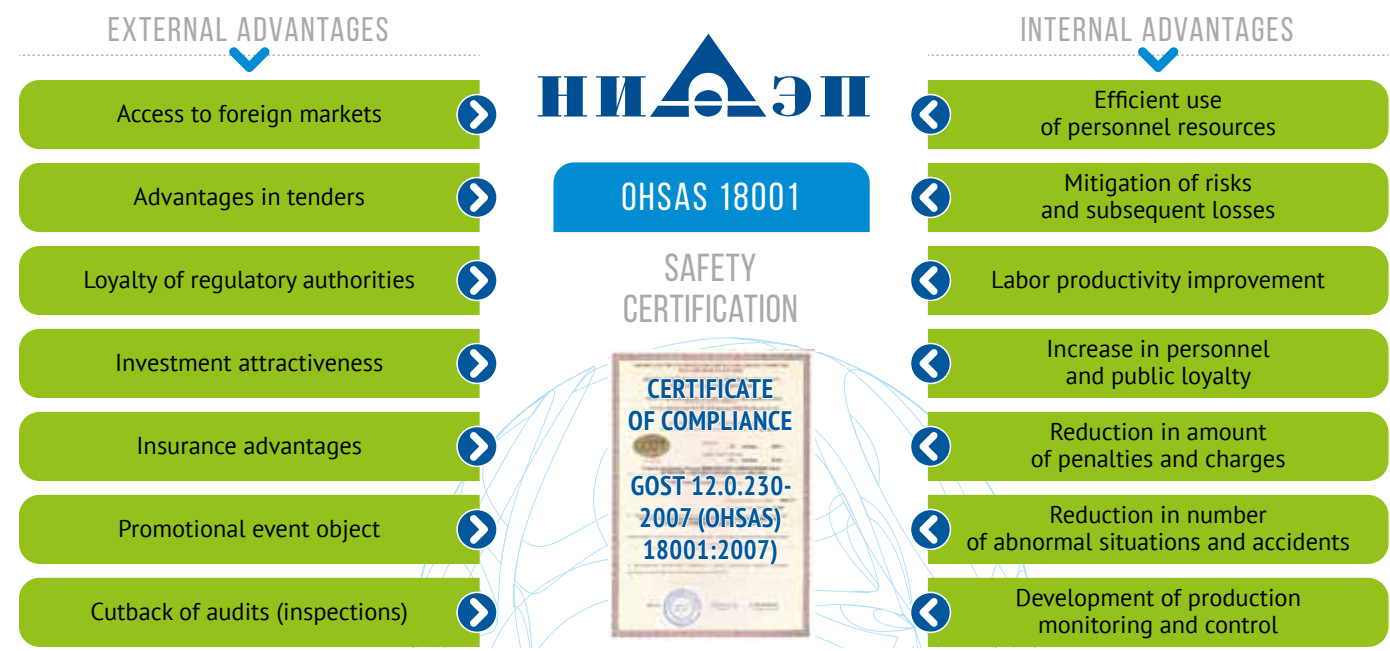 EXTERNAL ADVANTAGES
Access to foreign markets
Advantages in tenders
Loyalty of regulatory authorities
Investment attractiveness
Insurance advantages
Promotional event object
Cutback of audits (inspections)
НИАЭП
OHSAS 18001
SAFETY
CERTIFICATION
CERTIFICATE
OF COMPLIANCE
GOST 12.0.230-
2007 (OHSAS)
18001:2007)
INTERNAL ADVANTAGES
Efficient use
of personnel resources
Mitigation of risks
and subsequent losses
Labor productivity improvement
Increase in personnel
and public loyalty
Reduction in amount
of penalties and charges
Reduction in number
of abnormal situations and accidents
Development of production
monitoring and control